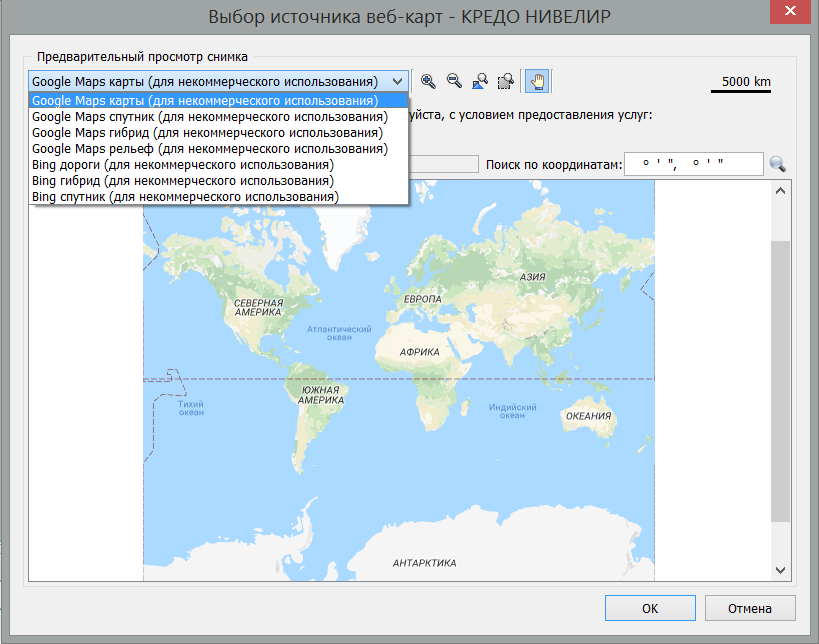 Выбор источника веб-карт - КРЕДО НИВЕЛИР
Предварительный просмотр снимка
Google Maps карты (для некоммерческого использования)
5000 km
Google Maps карты (для некоммерческого использования)
Google Maps спутник (для некоммерческого использования)
уйста, с условием предоставления услуг:
Google Maps гибрид (для некоммерческого использования)
Google Maps рельеф (для некоммерческого использования)
Bing дороги (для некоммерческого использования)
Поиск по координатам: ° ' ", ° ' "
Bing гибрид (для некоммерческого использования)
Bing спутник (для некоммерческого использования)
АЗИЯ
ЕВРОПА
СЕВЕРНАЯ
АМЕРИКА
Атлантический
океан
АФРИКА
ЮЖНАЯ
АМЕРИКА
Тихий
океан
Индийский
океан
ОКЕАНИЯ
АНТАРКТИКА
OK
Отмена